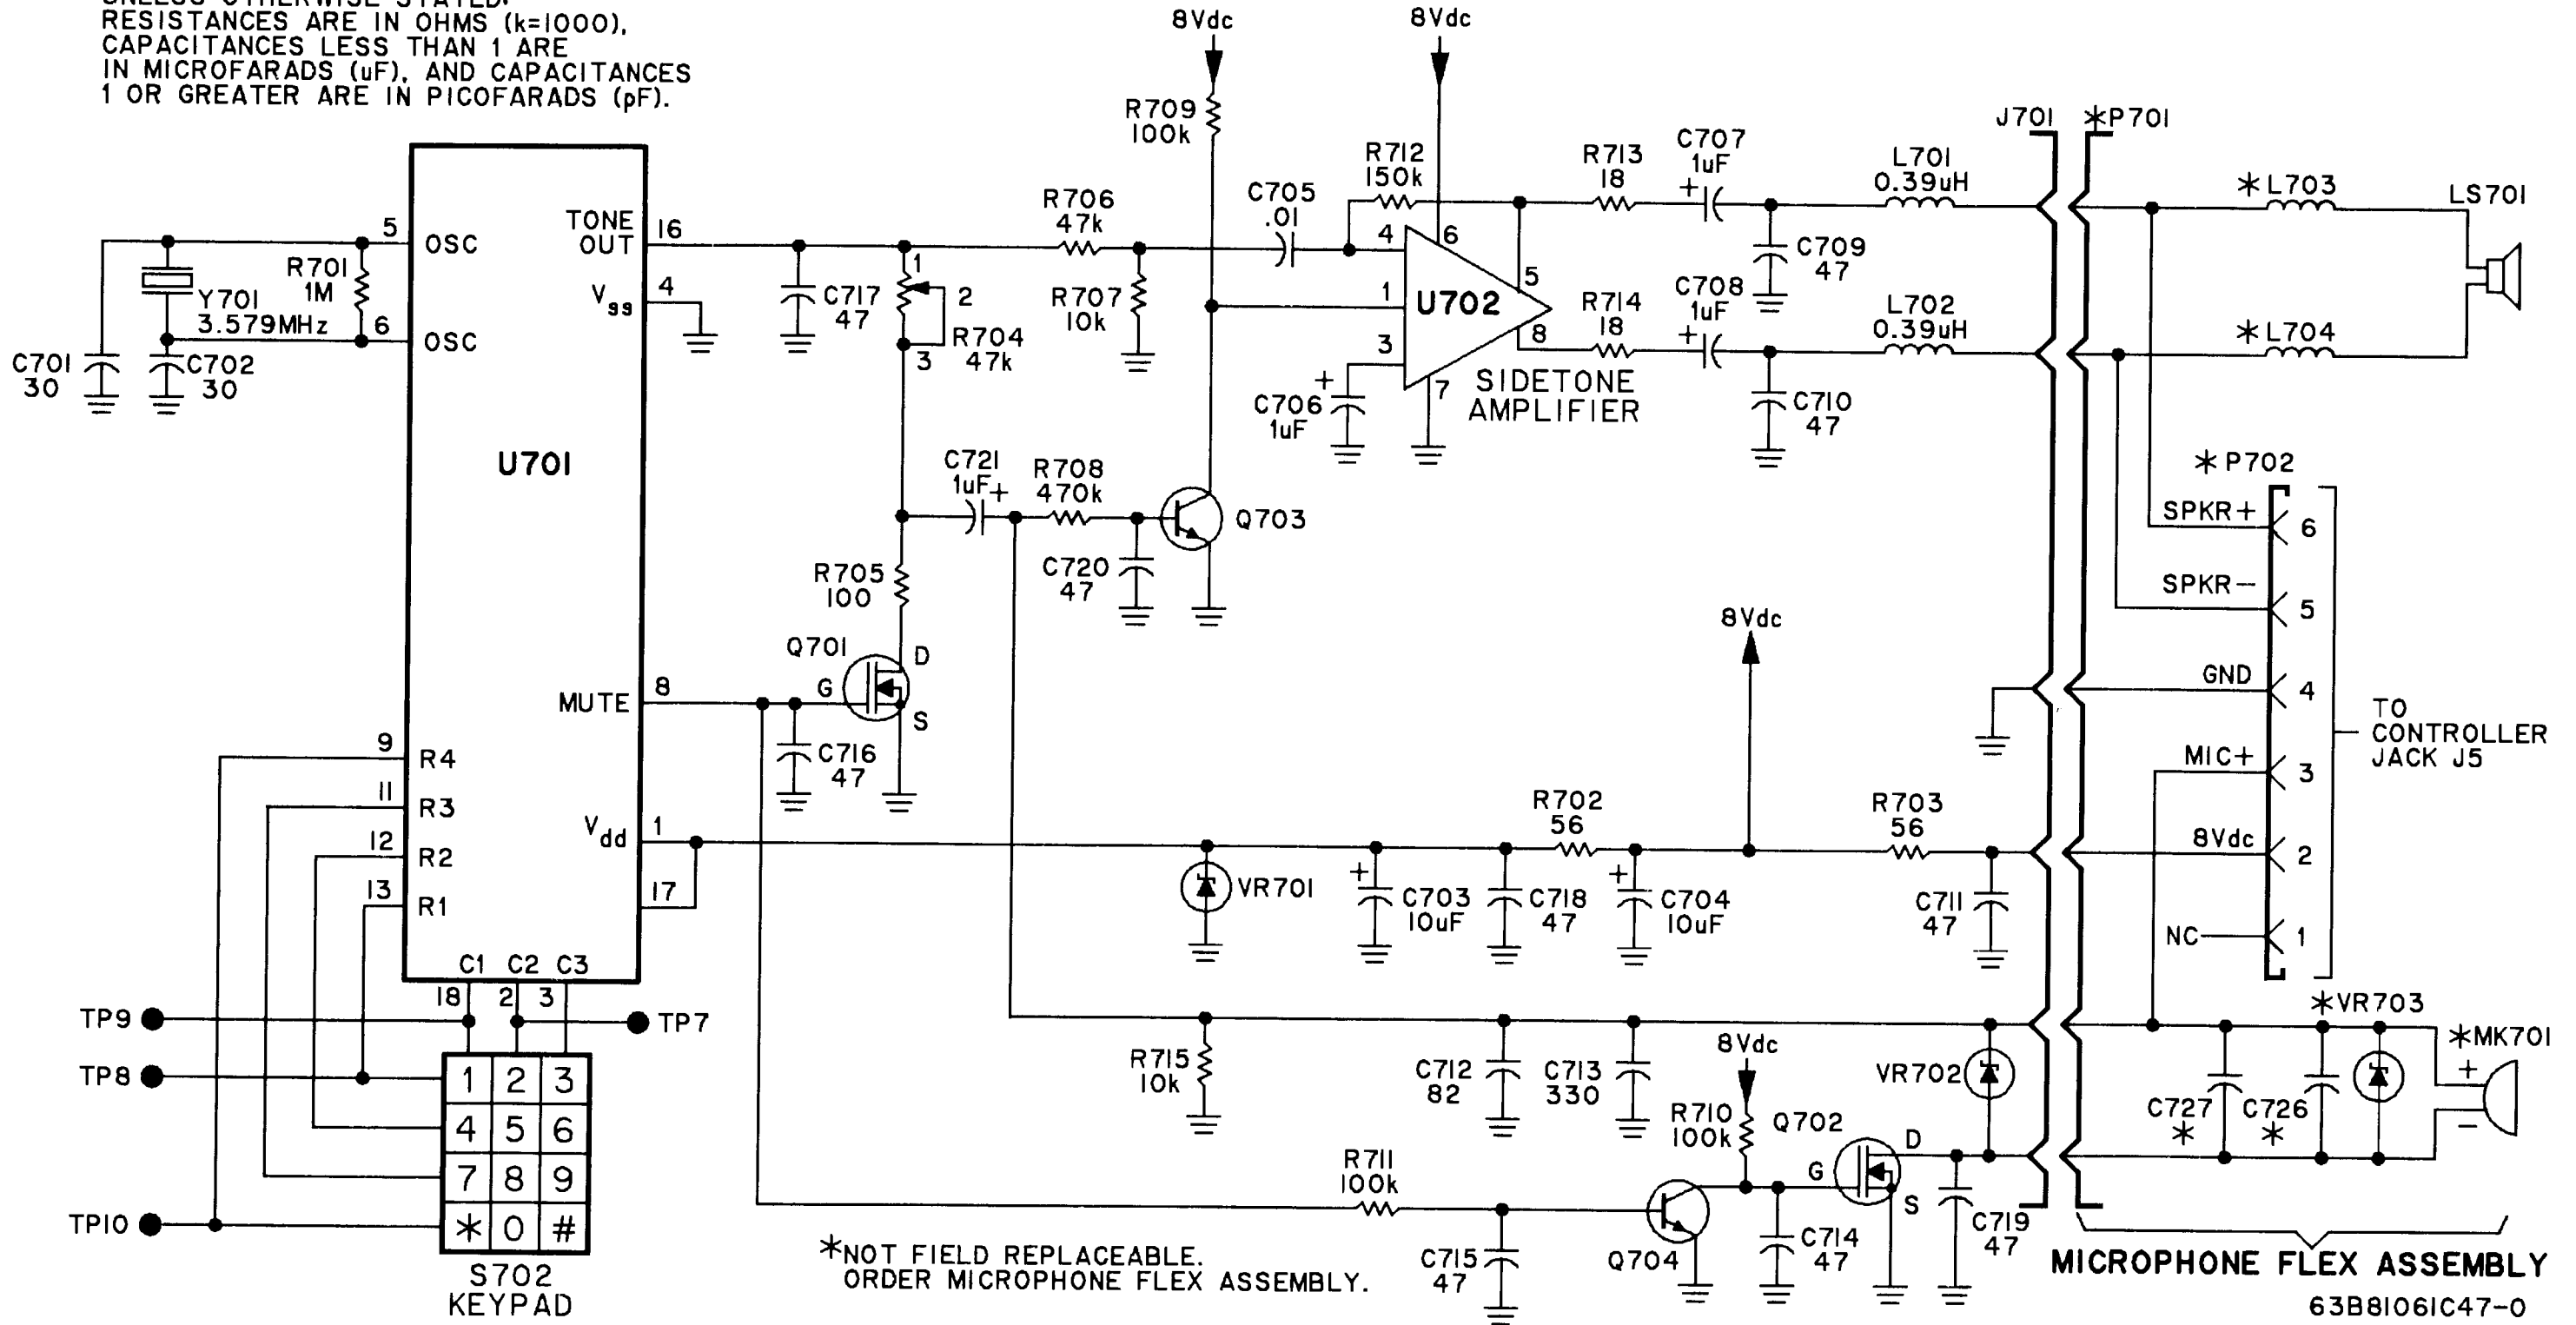 UNLESS OTHERWISE STATED:
RESISTANCES ARE IN OHMS (k=1000),
CAPACITANCES LESS THAN 1 ARE
IN MICROFARADS (uF), AND CAPACITANCES
1 OR GREATER ARE IN PICOFARADS (pF).
8Vdc
8Vdc
R709
100k
J701
*P701
R712
150k
R713
18
C707
1uF
+
L701
0.39uH
*L703
LS701
C705
.01
R706
47k
TONE
OUT
16
5
OSC
R701
1M
Y701
3.579MHz
6
OSC
C701
30
C702
30
Vss
4
C717
47
1
2
3
R704
47k
R707
10k
4
6
5
1
U702
3
8
7
C709
47
R714
18
C708
1uF
+
L702
0.39uH
*L704
C706
1uF
+
SIDETONE
AMPLIFIER
C710
47
U701
C721
1uF
+
R708
470k
Q703
C720
47
R705
100
*P702
SPKR+
6
SPKR-
5
GND
4
MIC+
3
8Vdc
2
NC
1
TO
CONTROLLER
JACK J5
8Vdc
Q701
D
G
S
MUTE
8
C716
47
9
R4
11
R3
12
R2
13
R1
Vdd
1
17
VR701
+
C703
10uF
C718
47
R702
56
+
C704
10uF
R703
56
C711
47
C1
C2
C3
18
2
3
TP9
TP7
TP8
TP10
1 2 3
4 5 6
7 8 9
* 0 #
S702
KEYPAD
R715
10k
C712
82
C713
330
8Vdc
VR702
*VR703
*MK701
+
-
C727
*
C726
*
R710
100k
Q702
D
G
S
R711
100k
C715
47
Q704
C714
47
C719
47
*NOT FIELD REPLACEABLE.
ORDER MICROPHONE FLEX ASSEMBLY.
MICROPHONE FLEX ASSEMBLY
63B81061C47-0